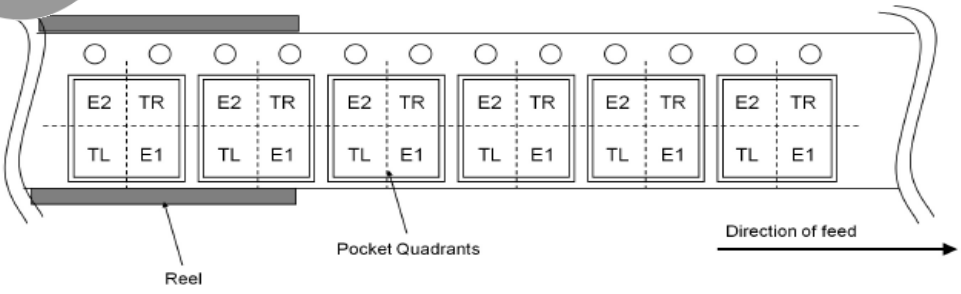 E2 TR E2 TR E2 TR E2 TR E2 TR E2 TR
TL E1 TL E1 TL E1 TL E1 TL E1 TL E1
Direction of feed
Pocket Quadrants
Reel